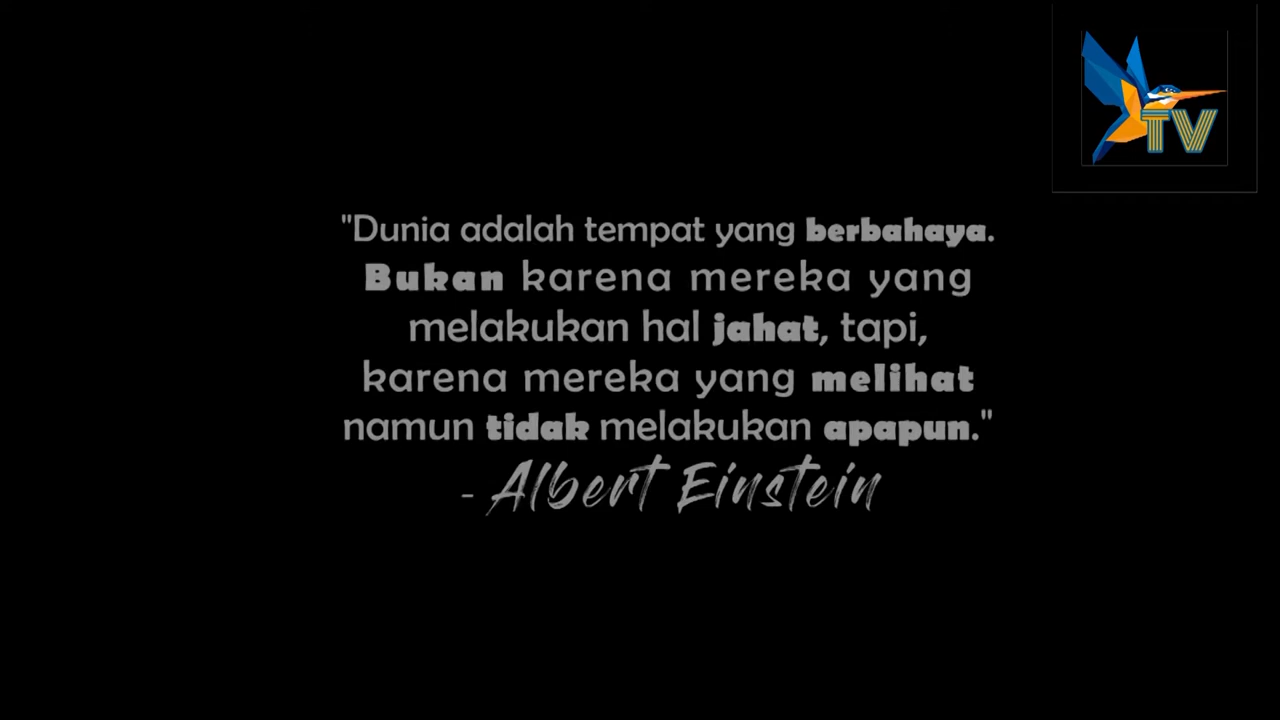 TV
"Dunia adalah tempat yang berbahaya.
Bukan karena mereka yang
melakukan hal jahat, tapi,
karena mereka yang melihat
namun tidak melakukan apapun."
- Albert Einstein